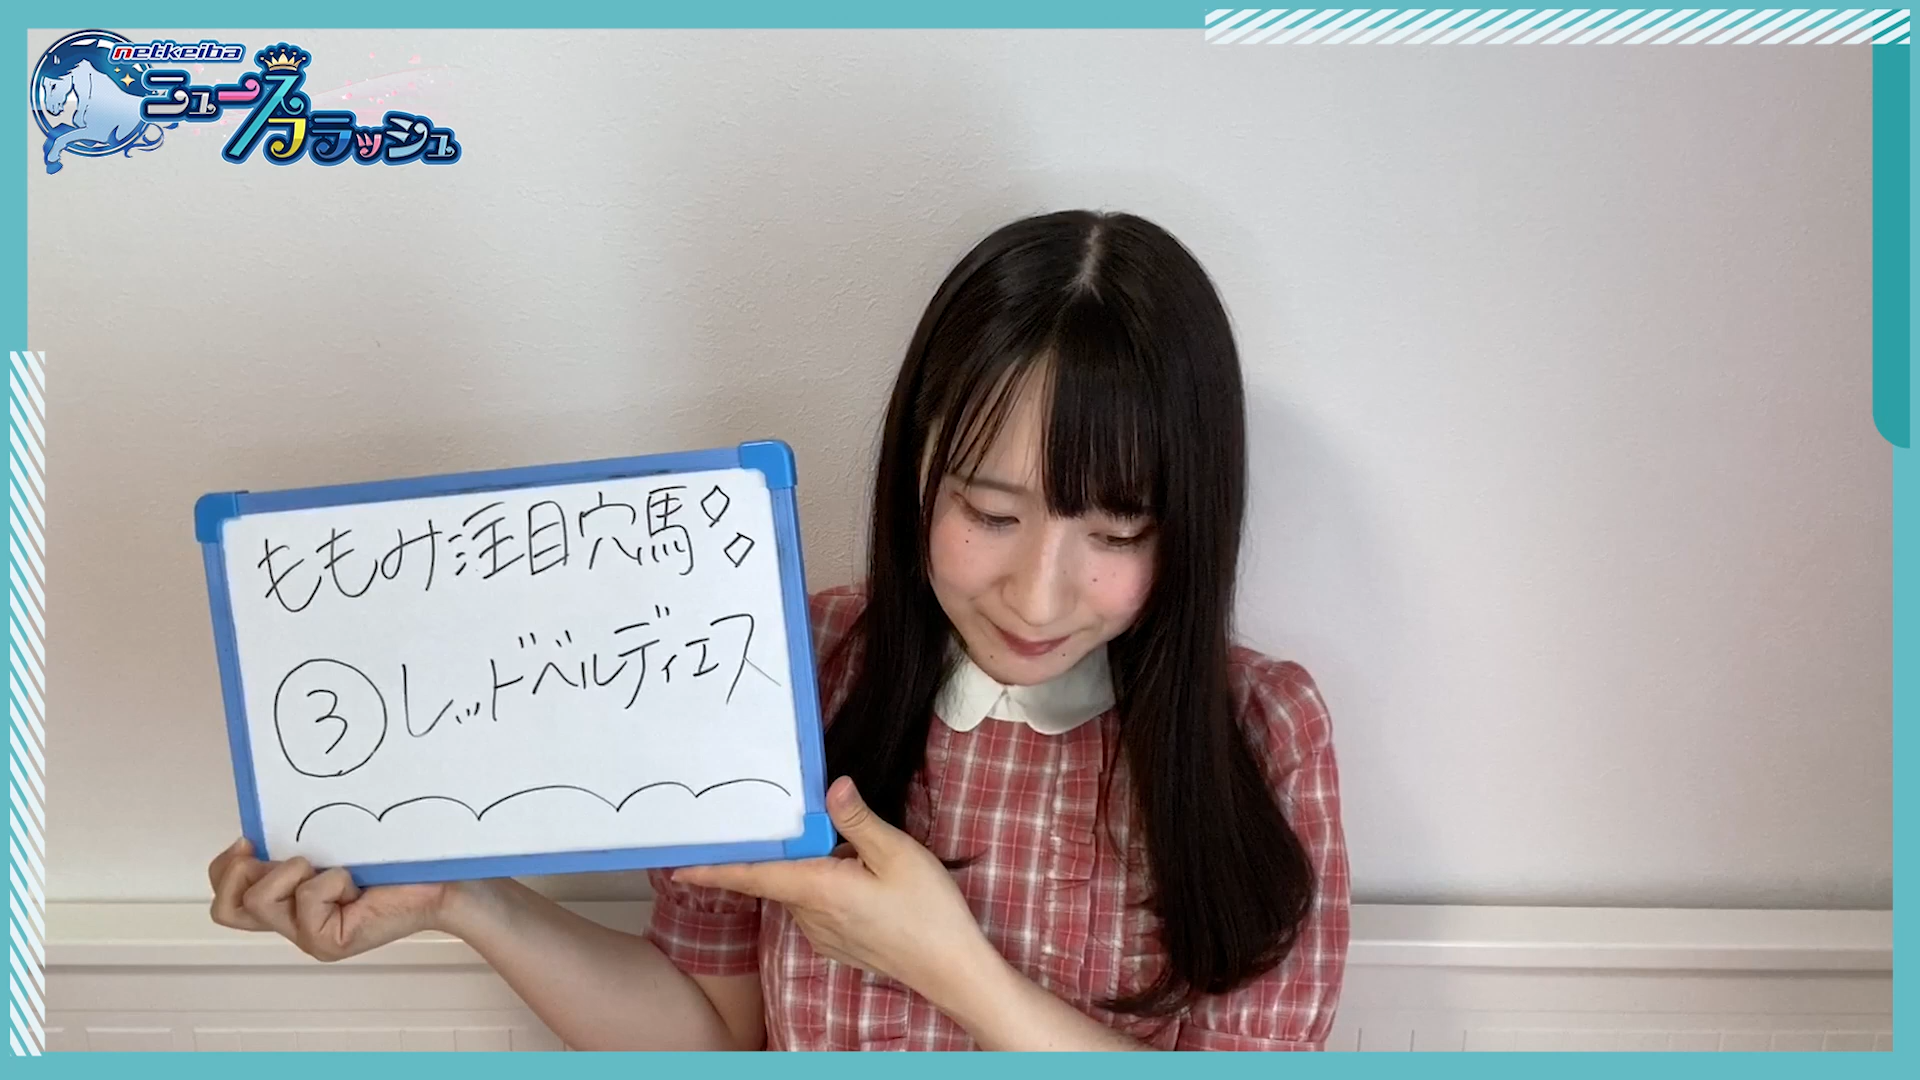 netkeiba
ニュース
フラッシュ
ももみ注目穴馬
③レッドベルディエス